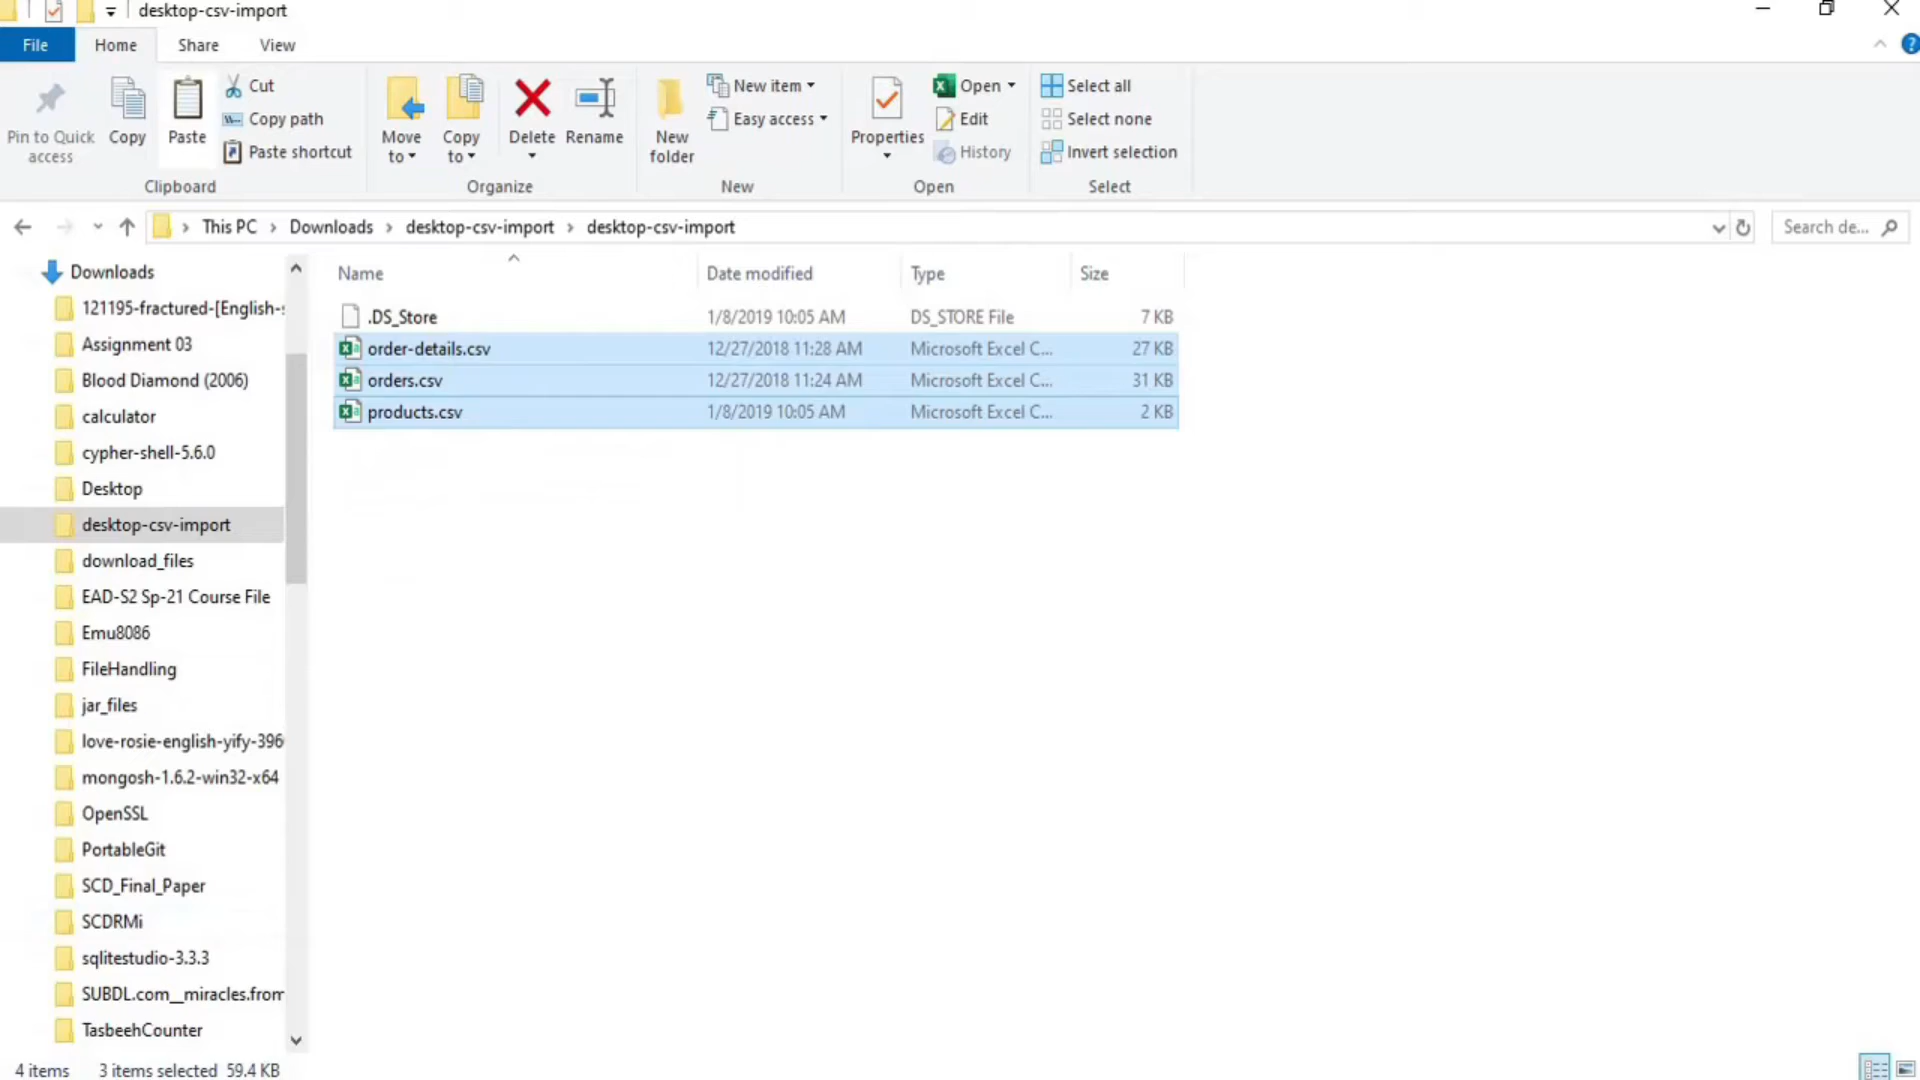 desktop-csv-import
File
Home
Share
View
Pin to Quick access
Copy
Paste
Cut
Copy path
Paste shortcut
Clipboard
Move to
Copy to
Delete
Rename
Organize
New folder
New item
Easy access
New
Properties
Open
Edit
History
Open
Select all
Select none
Invert selection
Select
This PC > Downloads > desktop-csv-import > desktop-csv-import
Search de...
Name Date modified Type Size
.DS_Store 1/8/2019 10:05 AM DS_STORE File 7 KB
order-details.csv 12/27/2018 11:28 AM Microsoft Excel C... 27 KB
orders.csv 12/27/2018 11:24 AM Microsoft Excel C... 31 KB
products.csv 1/8/2019 10:05 AM Microsoft Excel C... 2 KB
Downloads
121195-fractured-[English-s
Assignment 03
Blood Diamond (2006)
calculator
cypher-shell-5.6.0
Desktop
desktop-csv-import
download_files
EAD-S2 Sp-21 Course File
Emu8086
FileHandling
jar_files
love-rosie-english-yify-396
mongosh-1.6.2-win32-x64
OpenSSL
PortableGit
SCD_Final_Paper
SCDRMi
sqlitestudio-3.3.3
SUBDL.com__miracles.from
TasbeehCounter
4 items 3 items selected 59.4 KB